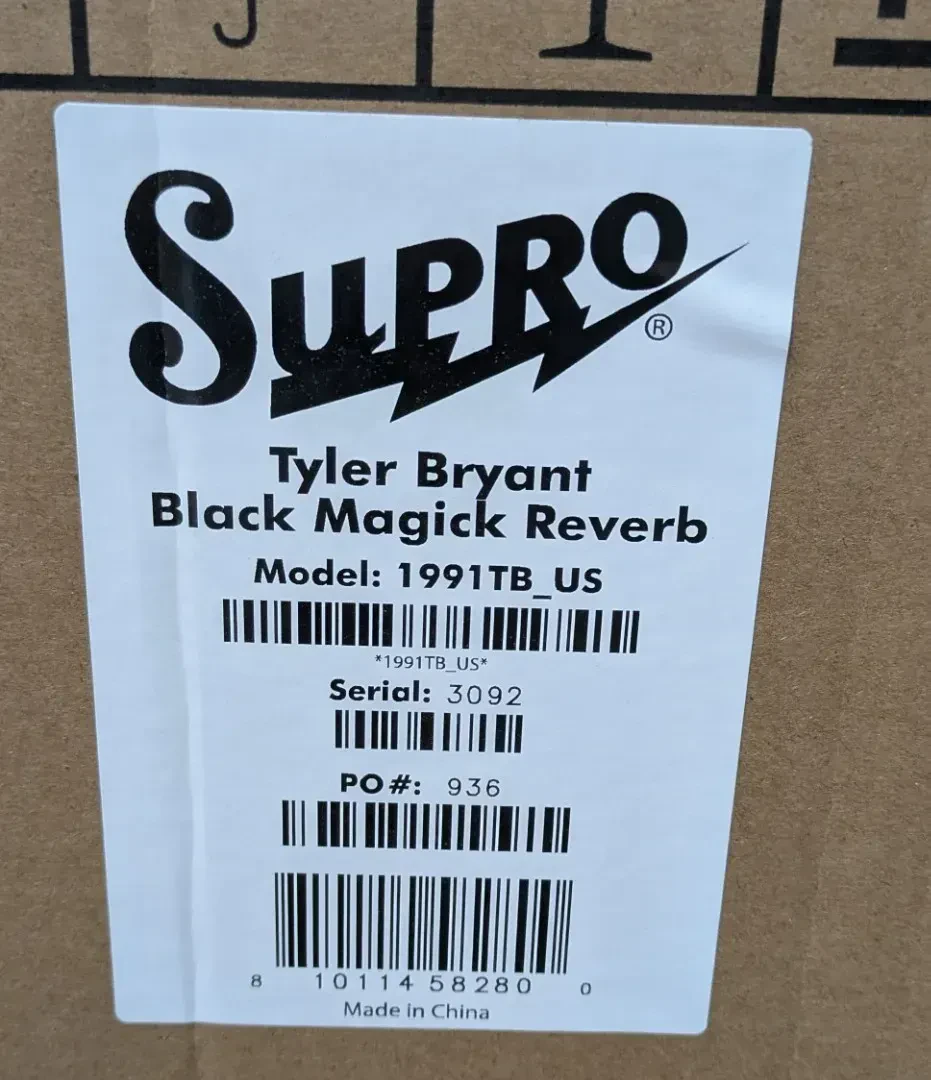 J
SUPRO®
Tyler Bryant
Black Magick Reverb
Model: 1991TB_US
*1991TB_US*
Serial: 3092
PO#: 936
8 10114 58280 0
Made in China